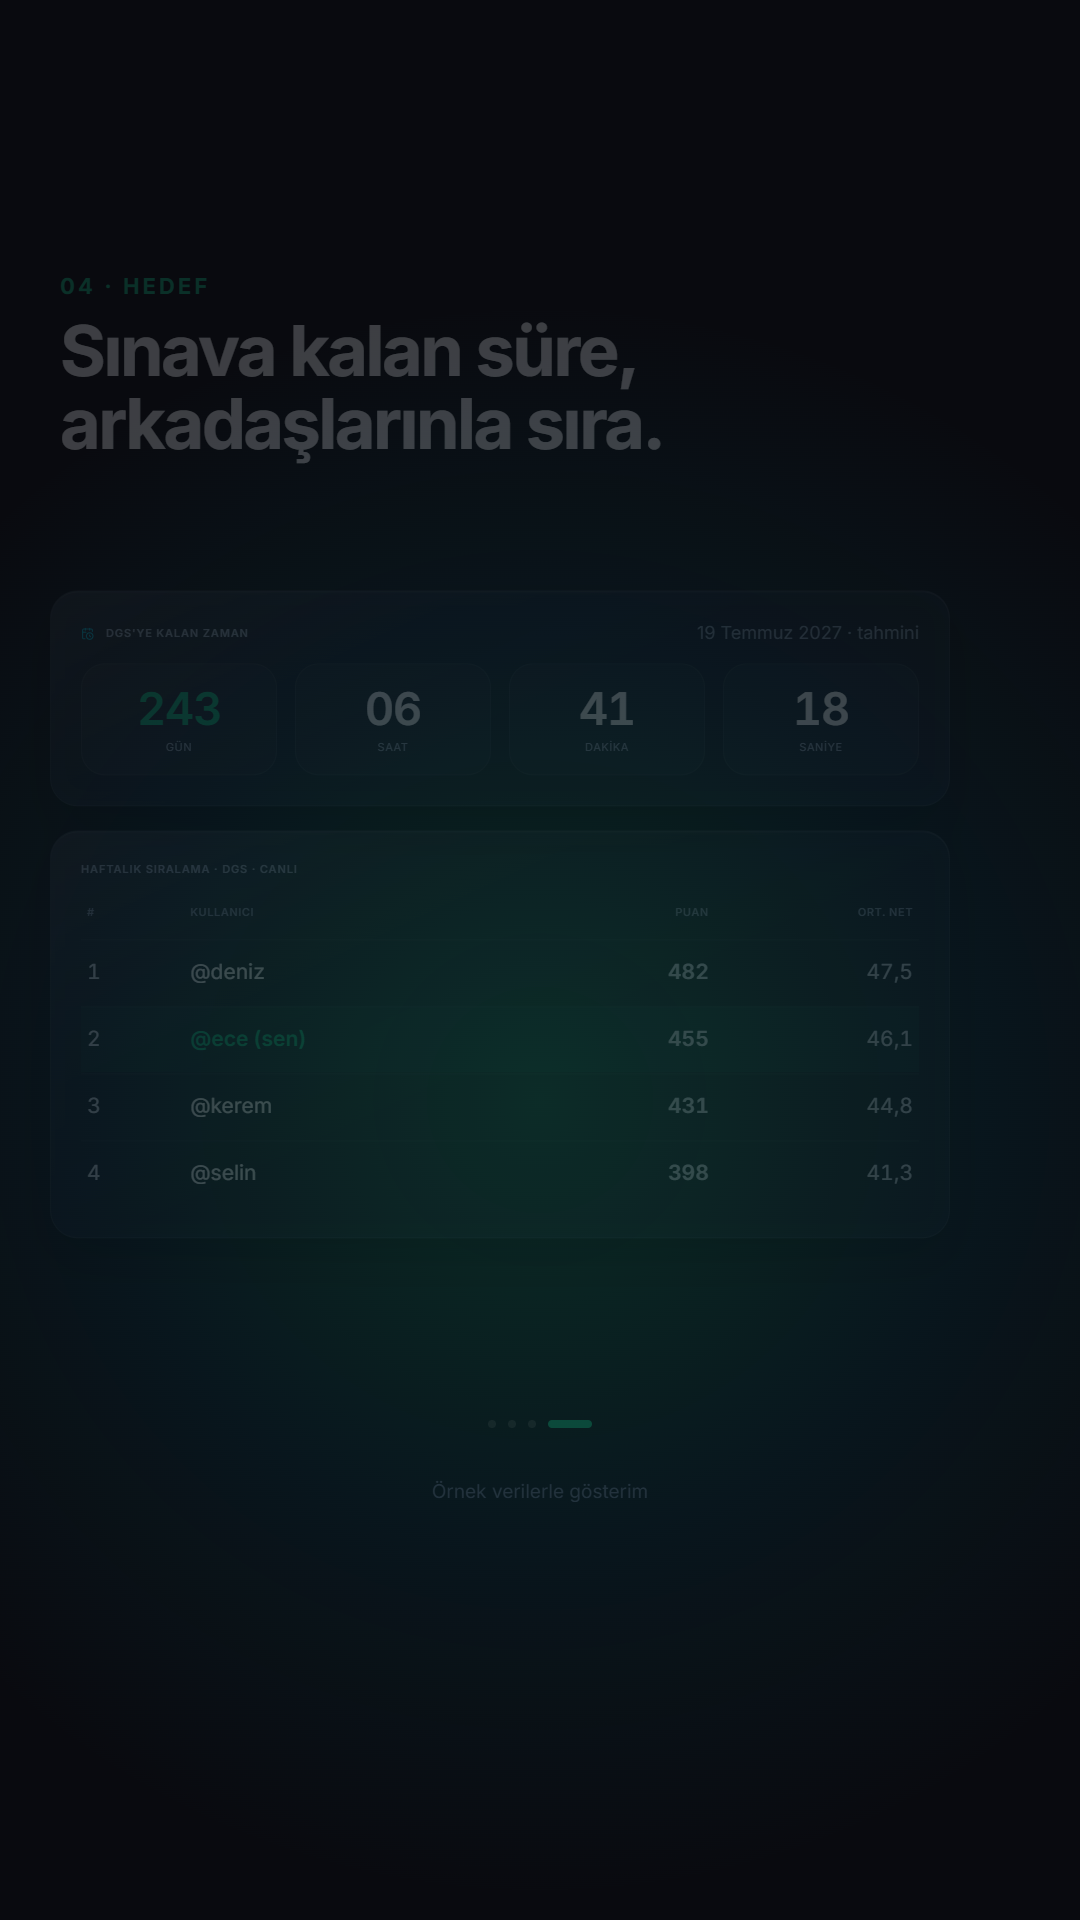 04 · HEDEF
Sınava kalan süre,
arkadaşlarınla sıra.
DGS'YE KALAN ZAMAN
19 Temmuz 2027 · tahmini
243 06 41 18
GÜN SAAT DAKİKA SANİYE
HAFTALIK SIRALAMA · DGS · CANLI
# KULLANICI PUAN ORT. NET
1 @deniz 482 47,5
2 @ece (sen) 455 46,1
3 @kerem 431 44,8
4 @selin 398 41,3
Örnek verilerle gösterim